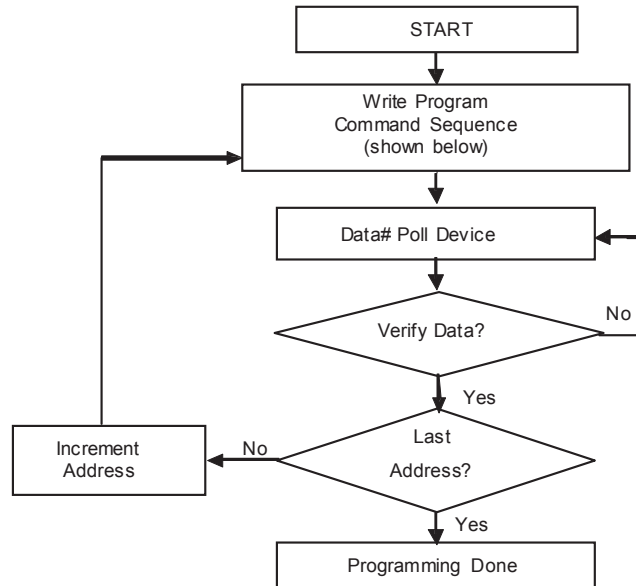 START
Write Program
Command Sequence
(shown below)
Data# Poll Device
Verify Data?
No
Yes
Last
Address?
No
Increment
Address
Yes
Programming Done